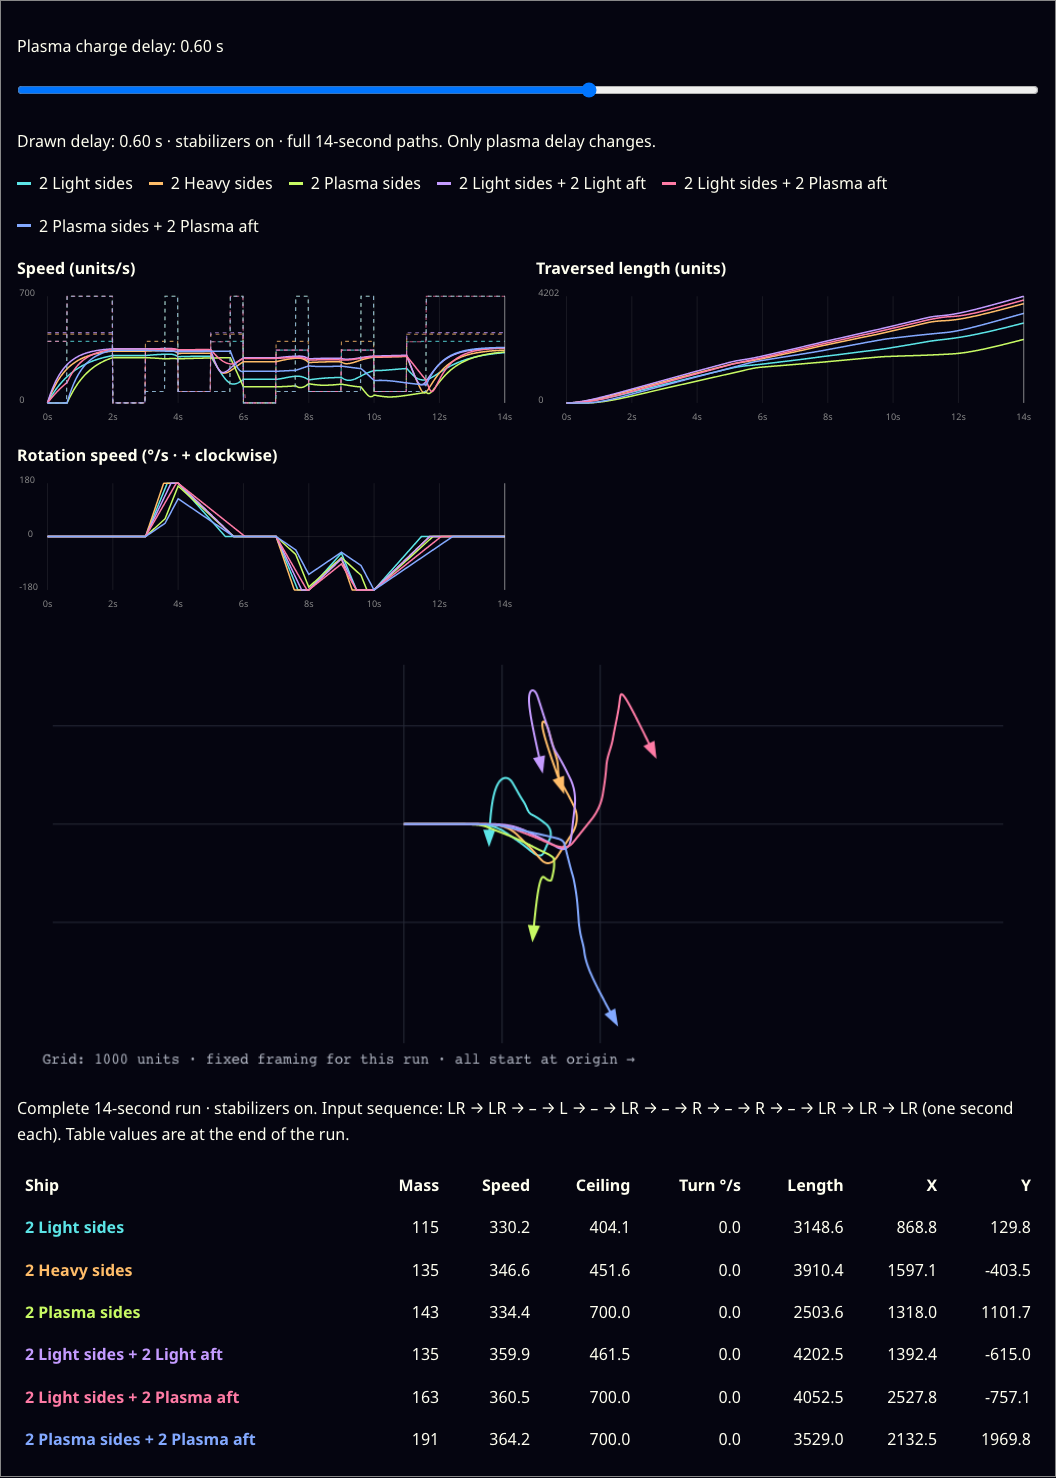 Plasma charge delay: 0.60 s
Drawn delay: 0.60 s · stabilizers on · full 14-second paths. Only plasma delay changes.
2 Light sides 2 Heavy sides 2 Plasma sides 2 Light sides + 2 Light aft 2 Light sides + 2 Plasma aft
2 Plasma sides + 2 Plasma aft
Speed (units/s)
700
0
0s 2s 4s 6s 8s 10s 12s 14s
Traversed length (units)
4202
0
0s 2s 4s 6s 8s 10s 12s 14s
Rotation speed (°/s · + clockwise)
180
0
-180
0s 2s 4s 6s 8s 10s 12s 14s
Grid: 1000 units · fixed framing for this run · all start at origin →
Complete 14-second run · stabilizers on. Input sequence: LR → LR → – → L → – → LR → – → R → – → R → – → LR → LR → LR (one second
each). Table values are at the end of the run.
Ship Mass Speed Ceiling Turn °/s Length X Y
2 Light sides 115 330.2 404.1 0.0 3148.6 868.8 129.8
2 Heavy sides 135 346.6 451.6 0.0 3910.4 1597.1 -403.5
2 Plasma sides 143 334.4 700.0 0.0 2503.6 1318.0 1101.7
2 Light sides + 2 Light aft 135 359.9 461.5 0.0 4202.5 1392.4 -615.0
2 Light sides + 2 Plasma aft 163 360.5 700.0 0.0 4052.5 2527.8 -757.1
2 Plasma sides + 2 Plasma aft 191 364.2 700.0 0.0 3529.0 2132.5 1969.8